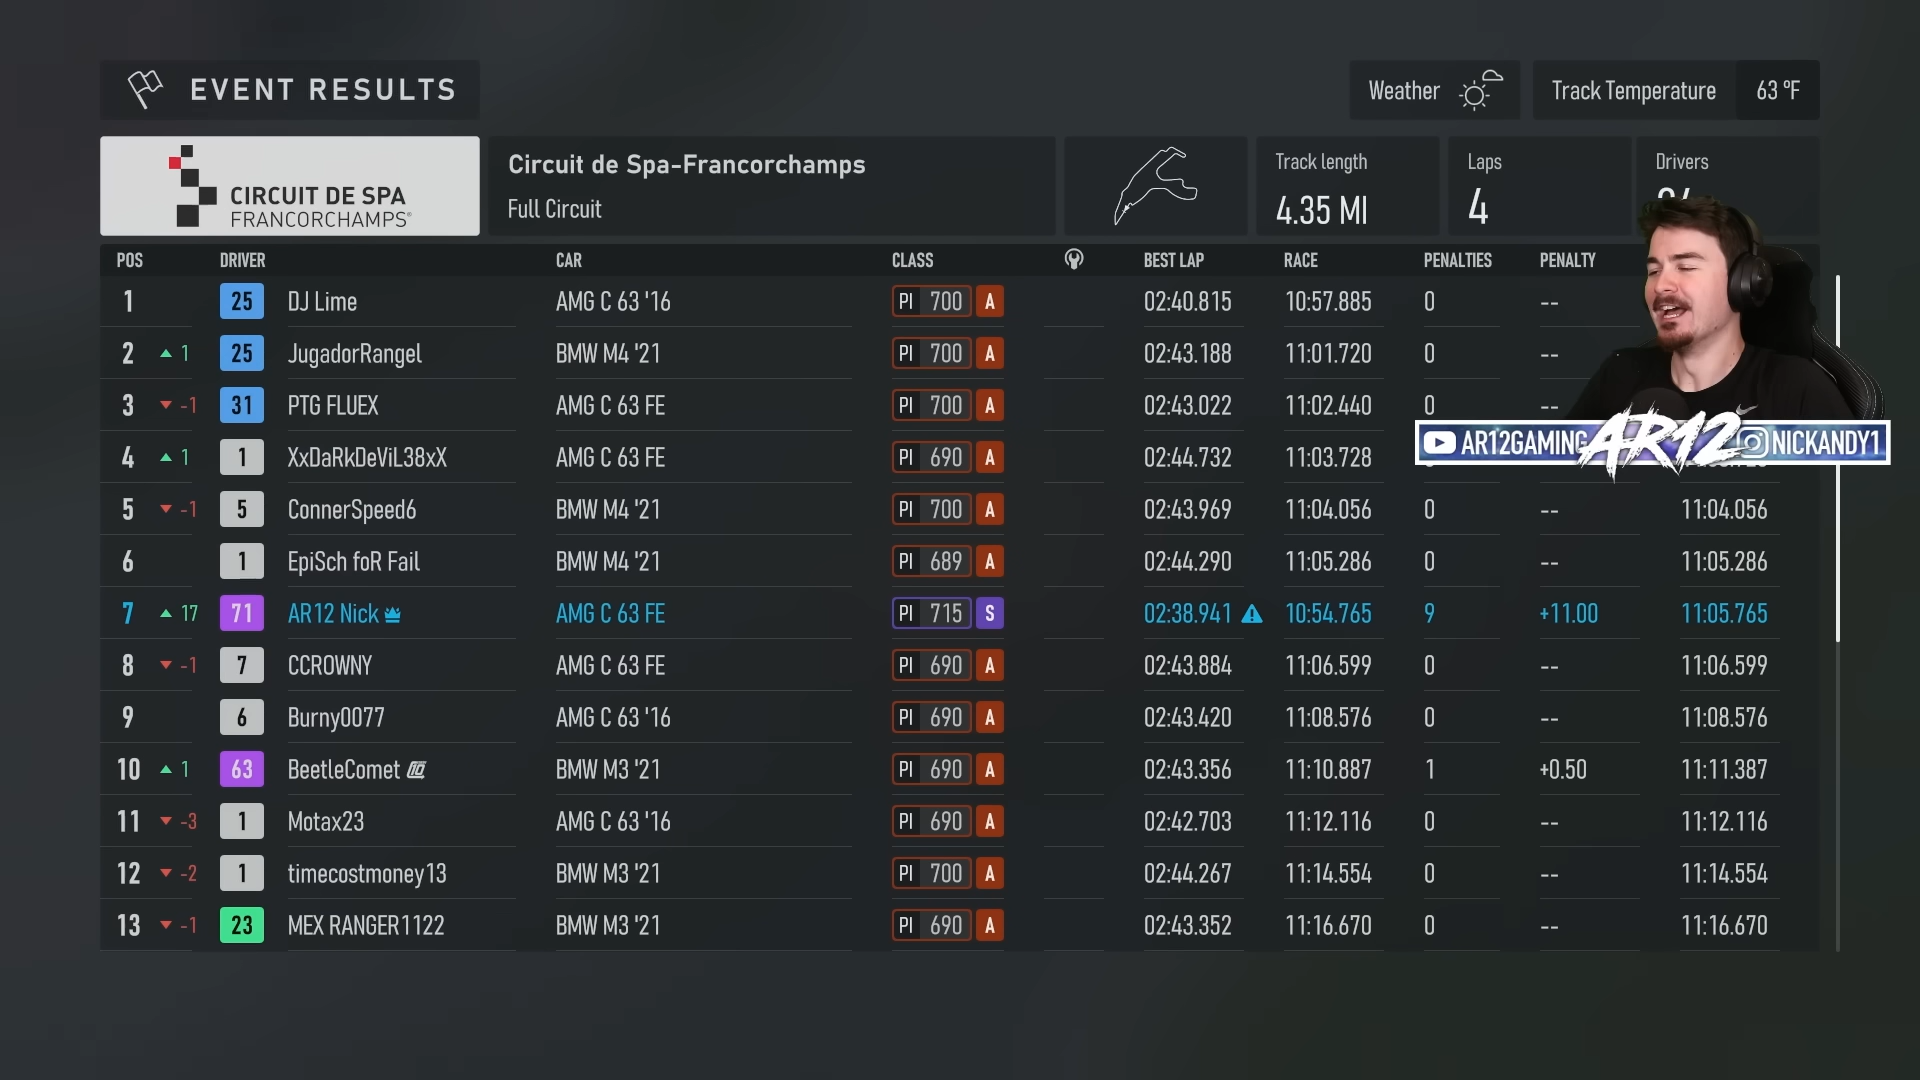 EVENT RESULTS
Weather
Track Temperature 63 °F
CIRCUIT DE SPA
FRANCORCHAMPS
Circuit de Spa-Francorchamps
Full Circuit
Track length
4.35 MI
Laps
4
Drivers
POS DRIVER CAR CLASS BEST LAP RACE PENALTIES PENALTY
1 25 DJ Lime AMG C 63 '16 PI 700 A 02:40.815 10:57.885 0 --
2 1 25 JugadorRangel BMW M4 '21 PI 700 A 02:43.188 11:01.720 0 --
3 -1 31 PTG FLUEX AMG C 63 FE PI 700 A 02:43.022 11:02.440 0 --
4 1 1 XxDaRkDeViL38xX AMG C 63 FE PI 690 A 02:44.732 11:03.728
AR12GAMING AR12 NICKANDY1
5 -1 5 ConnerSpeed6 BMW M4 '21 PI 700 A 02:43.969 11:04.056 0 -- 11:04.056
6 1 EpiSch foR Fail BMW M4 '21 PI 689 A 02:44.290 11:05.286 0 -- 11:05.286
7 17 71 AR12 Nick AMG C 63 FE PI 715 S 02:38.941 10:54.765 9 +11.00 11:05.765
8 -1 7 CCROWNY AMG C 63 FE PI 690 A 02:43.884 11:06.599 0 -- 11:06.599
9 6 Burny0077 AMG C 63 '16 PI 690 A 02:43.420 11:08.576 0 -- 11:08.576
10 1 63 BeetleComet BMW M3 '21 PI 690 A 02:43.356 11:10.887 1 +0.50 11:11.387
11 -3 1 Motax23 AMG C 63 '16 PI 690 A 02:42.703 11:12.116 0 -- 11:12.116
12 -2 1 timecostmoney13 BMW M3 '21 PI 700 A 02:44.267 11:14.554 0 -- 11:14.554
13 -1 23 MEX RANGER1122 BMW M3 '21 PI 690 A 02:43.352 11:16.670 0 -- 11:16.670